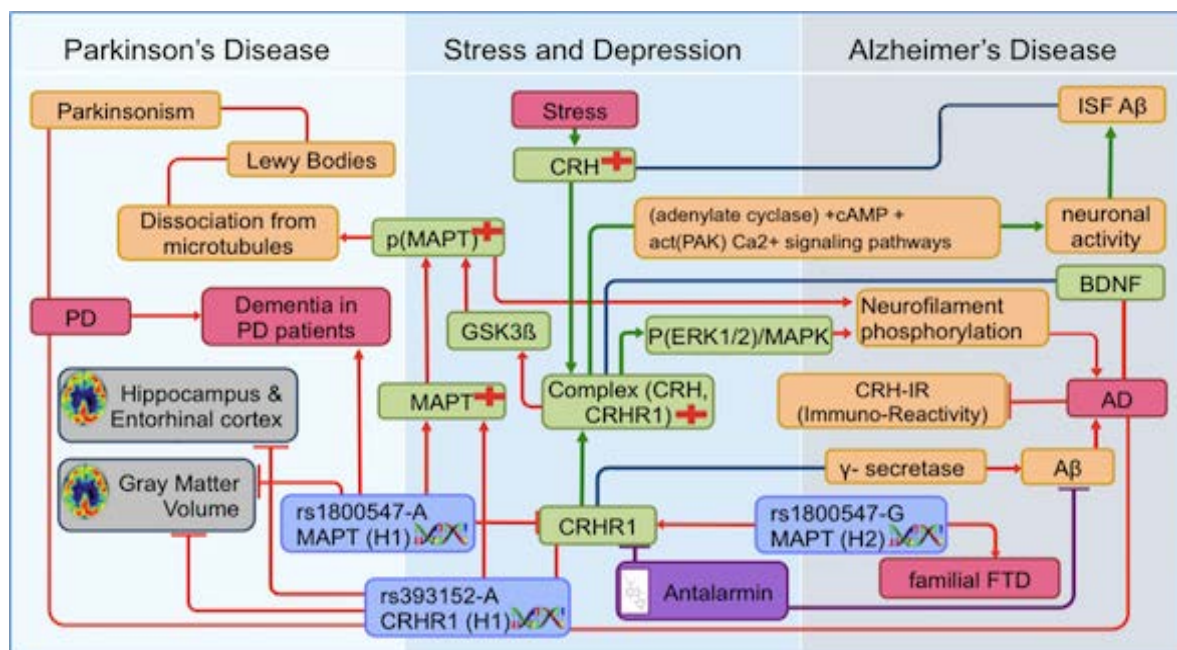 Parkinson's Disease
Stress and Depression
Alzheimer's Disease
Parkinsonism
Lewy Bodies
Dissociation from
microtubules
PD
Dementia in
PD patients
Hippocampus &
Entorhinal cortex
Gray Matter
Volume
Stress
CRH
p(MAPT)
GSK3ß
MAPT
Complex (CRH,
CRHR1)
P(ERK1/2)/MAPK
(adenylate cyclase) +cAMP +
act(PAK) Ca2+ signaling pathways
rs1800547-A
MAPT (H1)
CRHR1
rs393152-A
CRHR1 (H1)
Antalarmin
rs1800547-G
MAPT (H2)
ISF Aβ
neuronal
activity
BDNF
Neurofilament
phosphorylation
CRH-IR
(Immuno-Reactivity)
AD
γ- secretase
Aβ
familial FTD